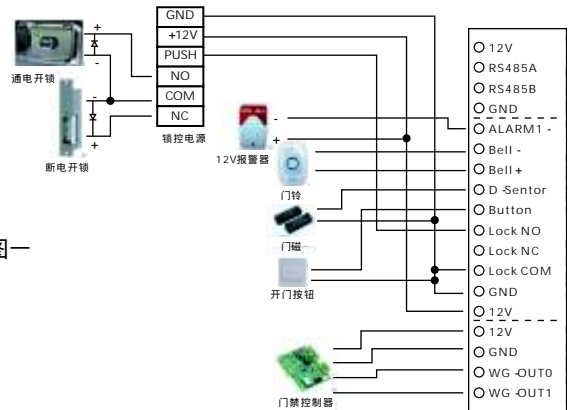 GND
+12V
PUSH
NO
COM
NC
锁控电源
+
-
通电开锁
-
+
断电开锁
图一
-
+
12V报警器
门铃
门磁
开门按钮
门禁控制器
12V
RS485A
RS485B
GND
ALARM1 -
Bell -
Bell +
D -Sentor
Button
Lock NO
Lock NC
Lock COM
GND
12V
12V
GND
WG -OUT0
WG -OUT1